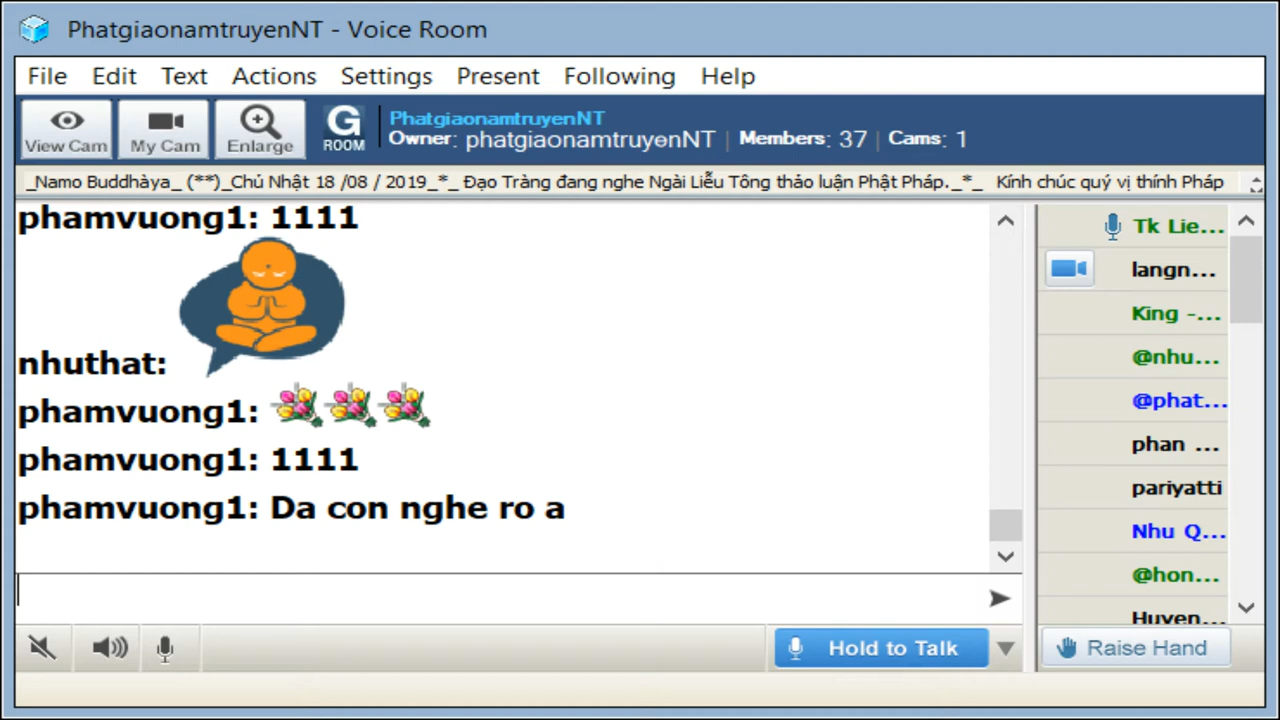 PhatgiaonamtruyenNT - Voice Room
File Edit Text Actions Settings Present Following Help
View Cam
My Cam
Enlarge
G ROOM
PhatgiaonamtruyenNT
Owner: phatgiaonamtruyenNT | Members: 37 | Cams: 1
_Namo Buddhàya_ (**)_Chủ Nhật 18 /08 / 2019_*_ Đạo Tràng đang nghe Ngài Liễu Tông thảo luận Phật Pháp._*_ Kính chúc quý vị thính Pháp
phamvuong1: 1111
nhuthat:
phamvuong1:
phamvuong1: 1111
phamvuong1: Da con nghe ro a
Tk Lie...
langn...
King -...
@nhu...
@phat...
phan ...
pariyatti
Nhu Q...
@hon...
Huyen...
Hold to Talk
Raise Hand